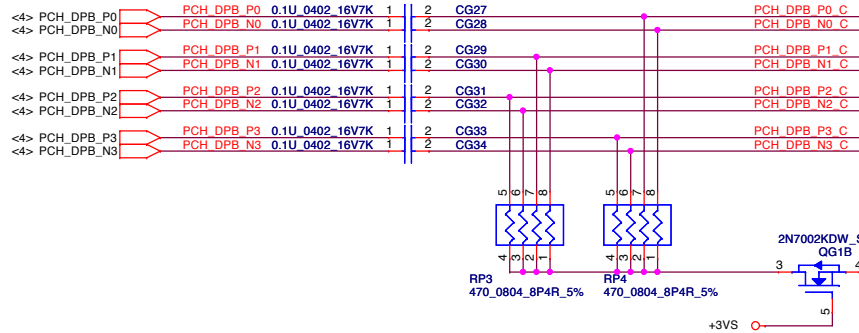 <4> PCH_DPB_P0 PCH_DPB_P0 0.1U_0402_16V7K 1 2 CG27 PCH_DPB_P0_C
<4> PCH_DPB_N0 PCH_DPB_N0 0.1U_0402_16V7K 1 2 CG28 PCH_DPB_N0_C
<4> PCH_DPB_P1 PCH_DPB_P1 0.1U_0402_16V7K 1 2 CG29 PCH_DPB_P1_C
<4> PCH_DPB_N1 PCH_DPB_N1 0.1U_0402_16V7K 1 2 CG30 PCH_DPB_N1_C
<4> PCH_DPB_P2 PCH_DPB_P2 0.1U_0402_16V7K 1 2 CG31 PCH_DPB_P2_C
<4> PCH_DPB_N2 PCH_DPB_N2 0.1U_0402_16V7K 1 2 CG32 PCH_DPB_N2_C
<4> PCH_DPB_P3 PCH_DPB_P3 0.1U_0402_16V7K 1 2 CG33 PCH_DPB_P3_C
<4> PCH_DPB_N3 PCH_DPB_N3 0.1U_0402_16V7K 1 2 CG34 PCH_DPB_N3_C
5 6 7 8 5 6 7 8
4 3 2 1 4 3 2 1
2N7002KDW_S
QG1B
3 4
RP3 RP4
470_0804_8P4R_5% 470_0804_8P4R_5%
5
+3VS